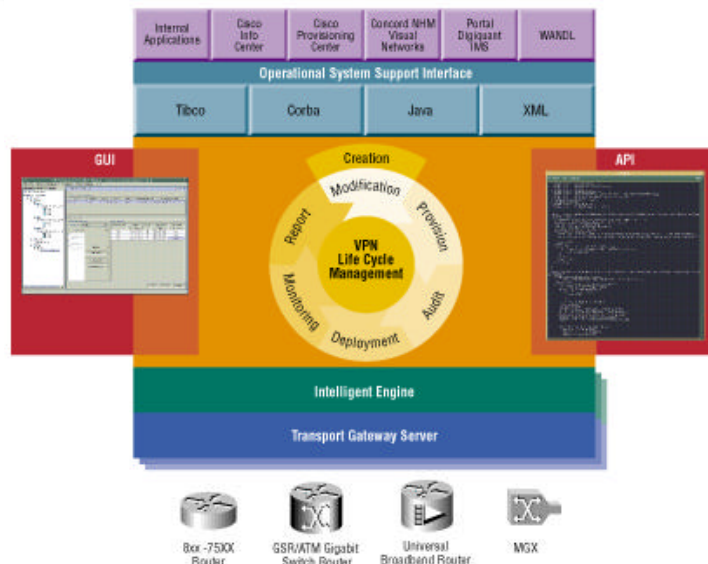 Internal
Applications
Cisco
Info
Center
Cisco
Provisioning
Center
Concord NHM
Visual
Networks
Portal
Digiquant
IMS
WANDL
Operational System Support Interface
Tibco
Corba
Java
XML
GUI
API
Creation
Modification
Provision
Audit
Deployment
Monitoring
Report
VPN
Life Cycle
Management
Intelligent Engine
Transport Gateway Server
8xx -75XX
Router
GSR/ATM Gigabit
Switch Router
Universal
Broadband Router
MGX